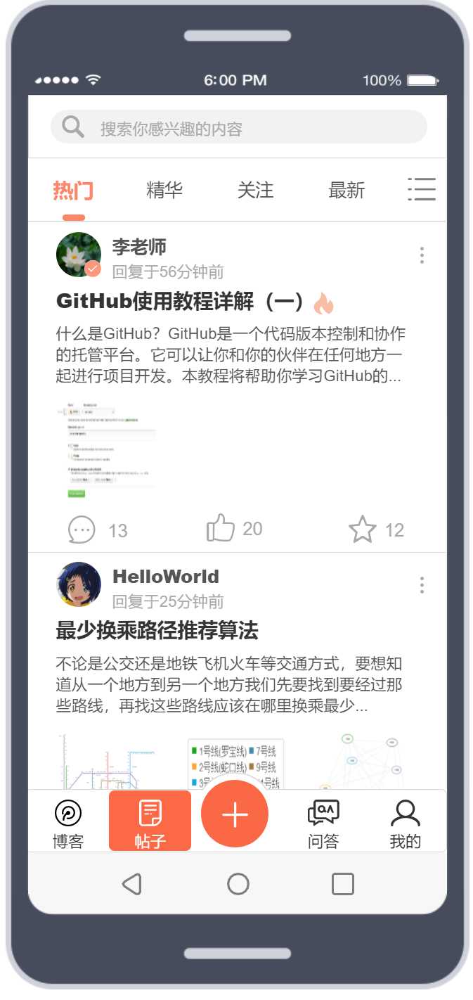 6:00 PM
100%
搜索你感兴趣的内容
热门
精华
关注
最新
李老师
回复于56分钟前
GitHub使用教程详解（一）
什么是GitHub？GitHub是一个代码版本控制和协作
的托管平台。它可以让你和你的伙伴在任何地方一
起进行项目开发。本教程将帮助你学习GitHub的...
13
20
12
HelloWorld
回复于25分钟前
最少换乘路径推荐算法
不论是公交还是地铁飞机火车等交通方式，要想知
道从一个地方到另一个地方我们先要找到要经过那
些路线，再找这些路线应该在哪里换乘最少...
1号线(罗宝线)
7号线
2号线(蛇口线)
9号线
博客
帖子
问答
我的